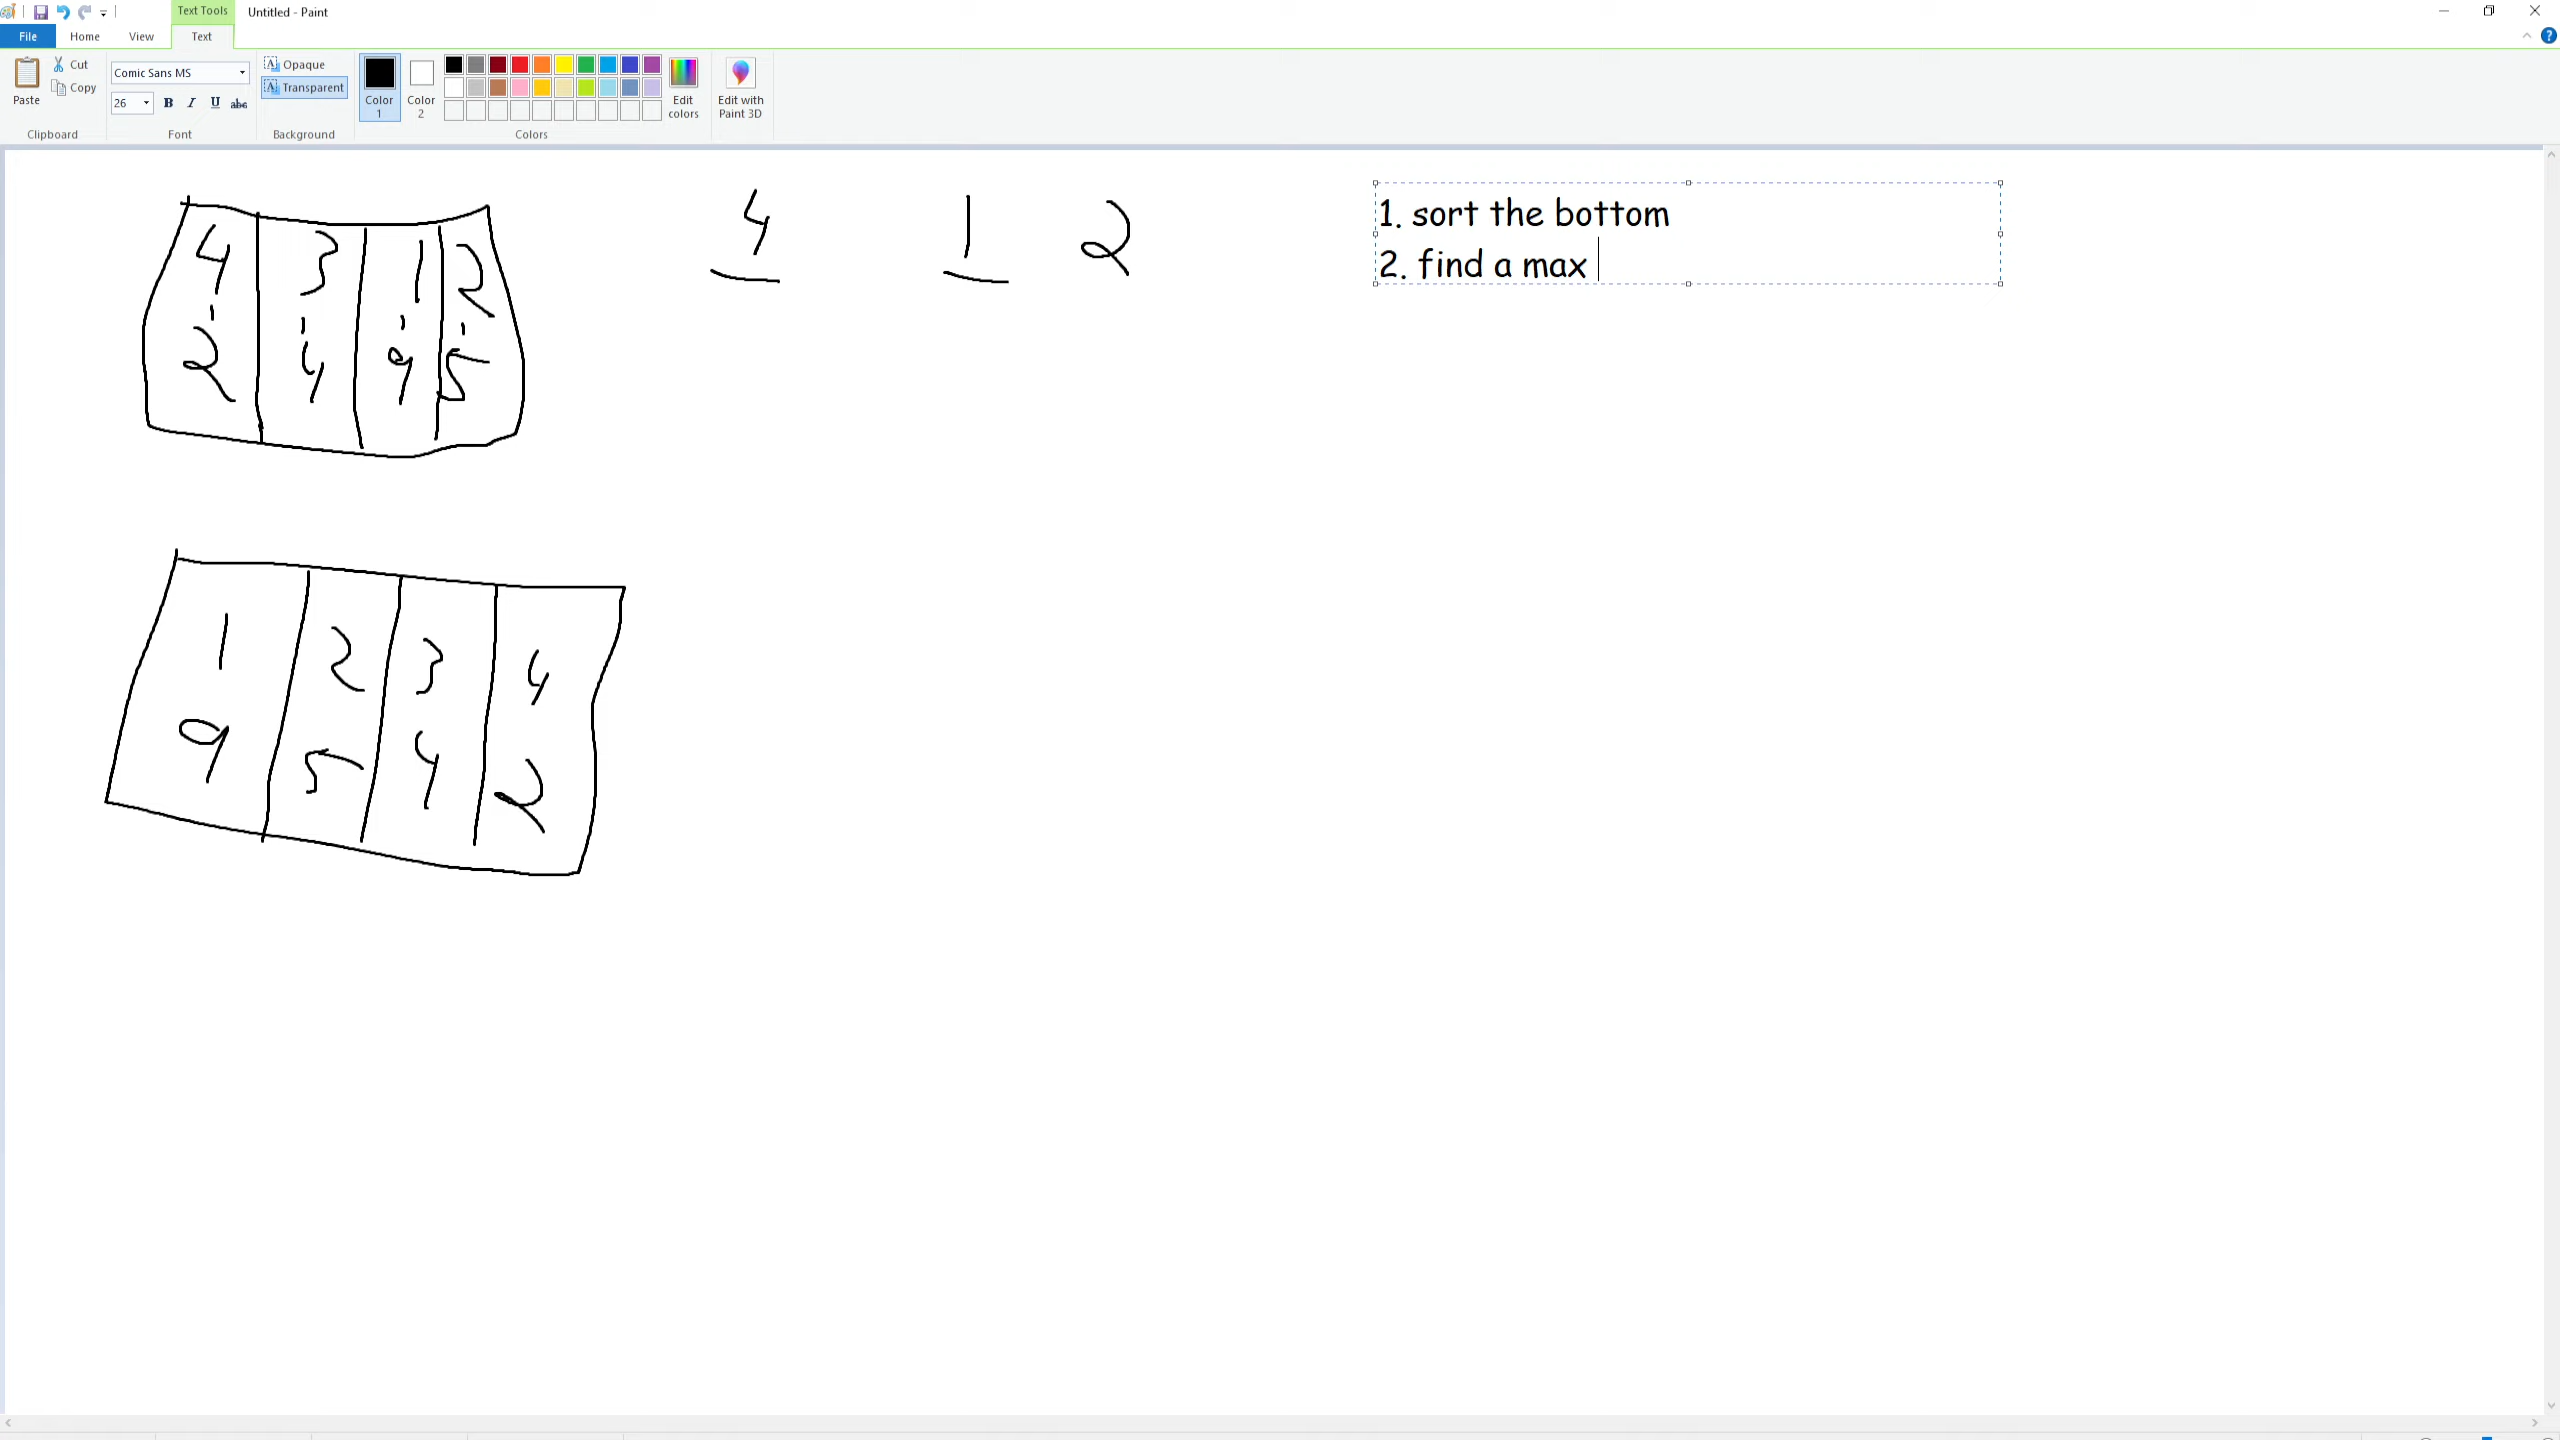 Text Tools
Untitled - Paint
File
Home
View
Text
Paste
Cut
Copy
Clipboard
Comic Sans MS
26
B I U abc
Font
Opaque
Transparent
Background
Color 1
Color 2
Edit colors
Colors
Edit with Paint 3D
4 3 1 2
2 4 9 5
4 1 2
1. sort the bottom
2. find a max
1 2 3 4
9 5 4 2